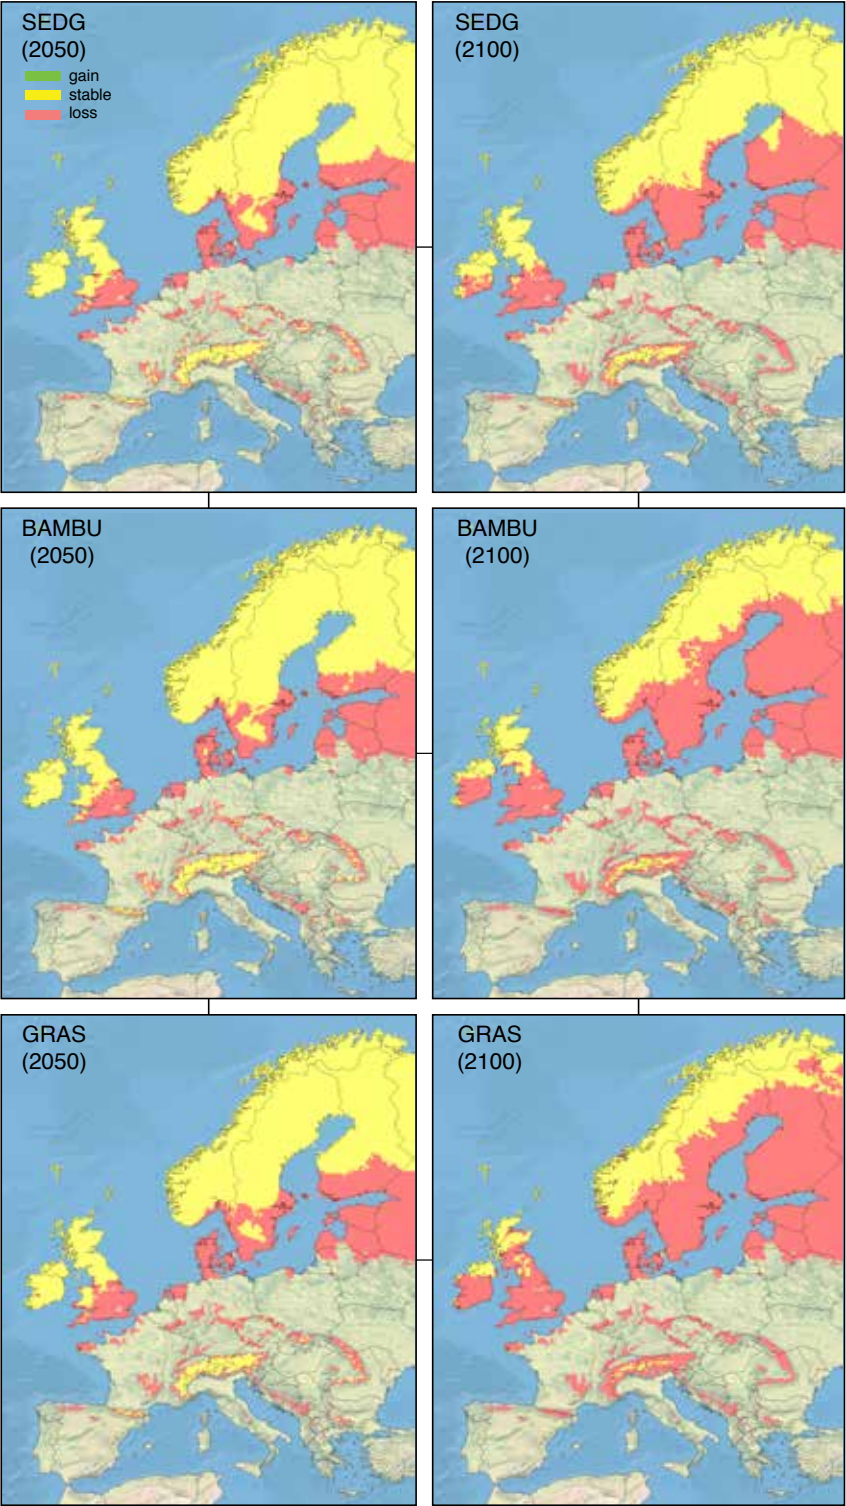 SEDG
(2050)
gain
stable
loss
SEDG
(2100)
BAMBU
(2050)
BAMBU
(2100)
GRAS
(2050)
GRAS
(2100)